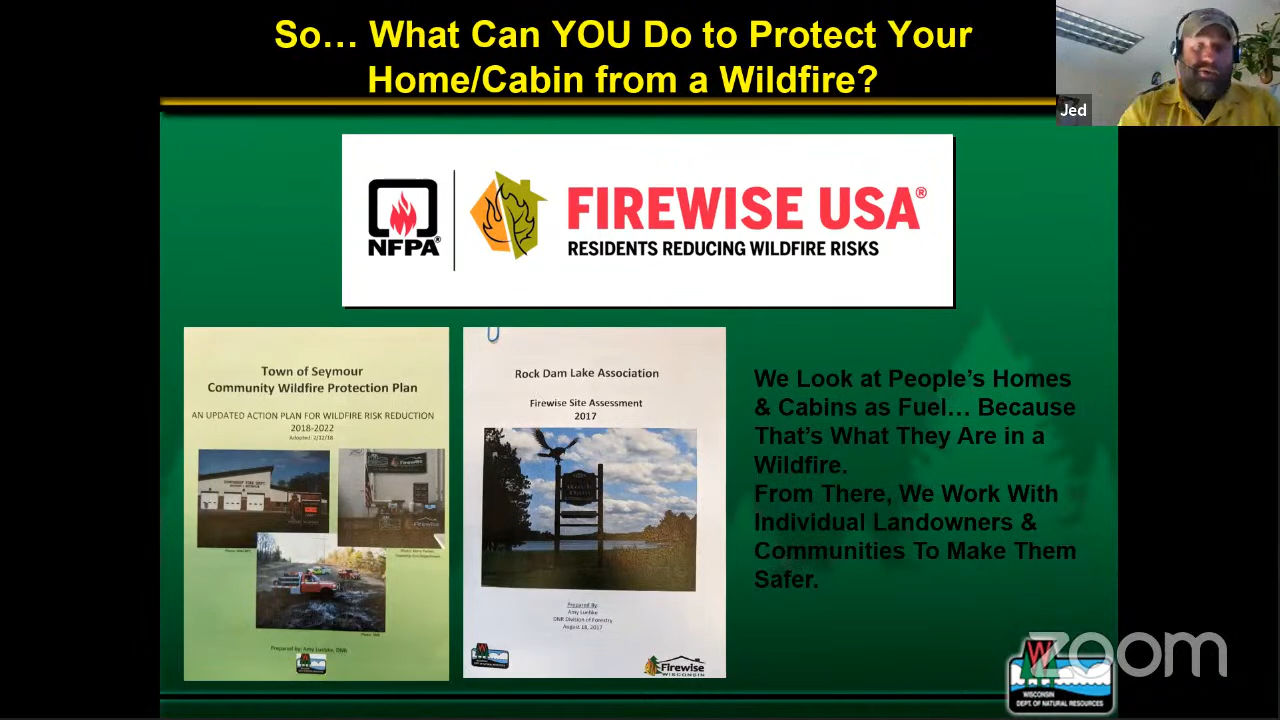 So… What Can YOU Do to Protect Your
Home/Cabin from a Wildfire?
Jed
NFPA®
FIREWISE USA®
RESIDENTS REDUCING WILDFIRE RISKS
Town of Seymour
Community Wildfire Protection Plan
AN UPDATED ACTION PLAN FOR WILDFIRE RISK REDUCTION
2018-2022
Adopted: 2/12/18
Prepared by: Amy Luebke, DNR
Rock Dam Lake Association
Firewise Site Assessment
2017
Prepared By:
Amy Luebke
DNR Division of Forestry
August 18, 2017
Firewise
WISCONSIN
We Look at People's Homes
& Cabins as Fuel… Because
That's What They Are in a
Wildfire.
From There, We Work With
Individual Landowners &
Communities To Make Them
Safer.
zoom
W
WISCONSIN
DEPT. OF NATURAL RESOURCES